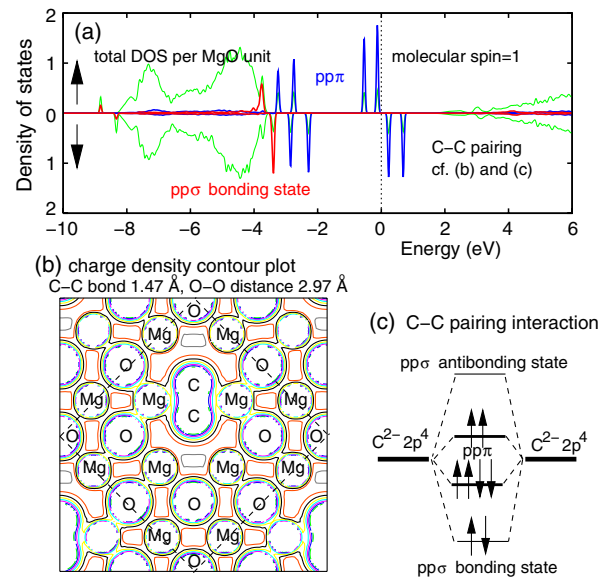 2
1
0
1
2
Density of states
(a)
total DOS per MgO unit
ppπ
molecular spin=1
ppσ bonding state
C−C pairing
cf. (b) and (c)
−10 −8 −6 −4 −2 0 2 4 6
Energy (eV)
(b) charge density contour plot
C−C bond 1.47 Å, O−O distance 2.97 Å
O
Mg Mg
O O
C
Mg Mg Mg Mg
C
O O O O
Mg Mg Mg Mg
O O
Mg Mg
O
(c) C−C pairing interaction
ppσ antibonding state
C2− 2p4 C2− 2p4
ppπ
ppσ bonding state